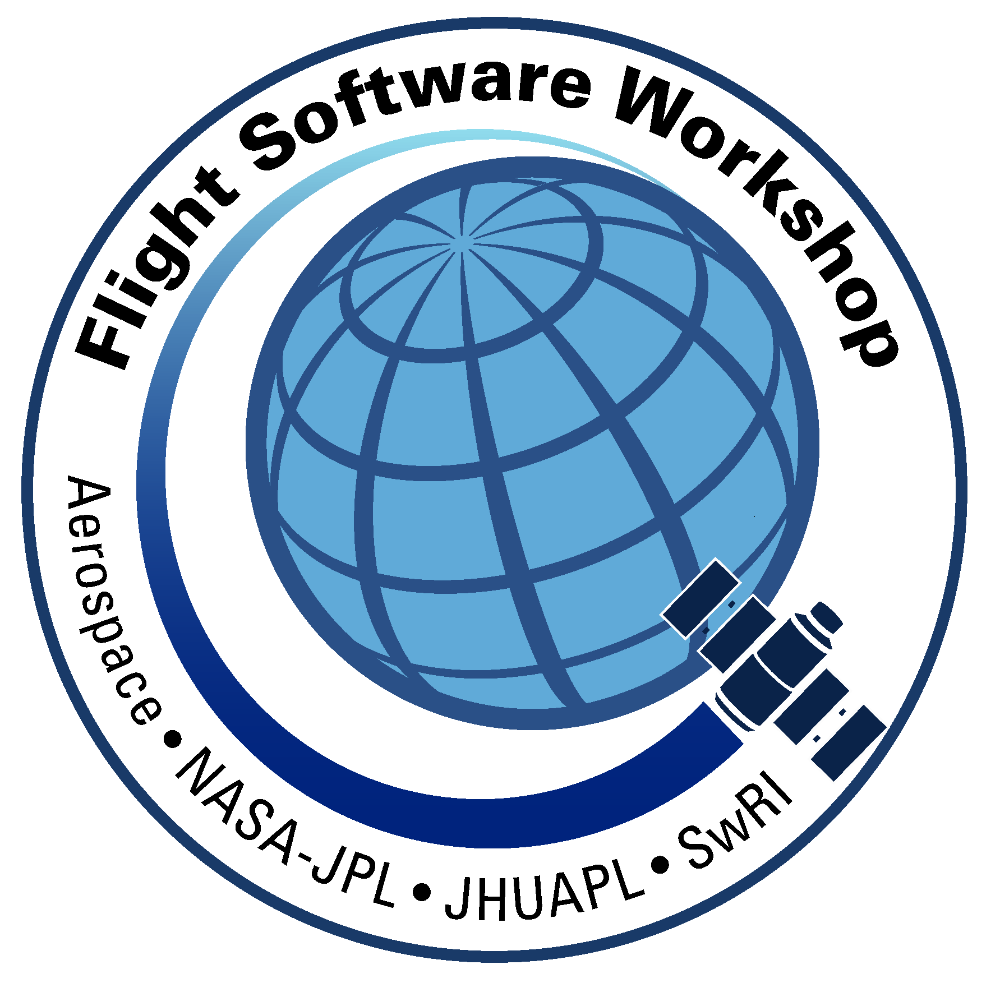 Flight Software Workshop
Aerospace • NASA-JPL • JHUAPL • SwRI